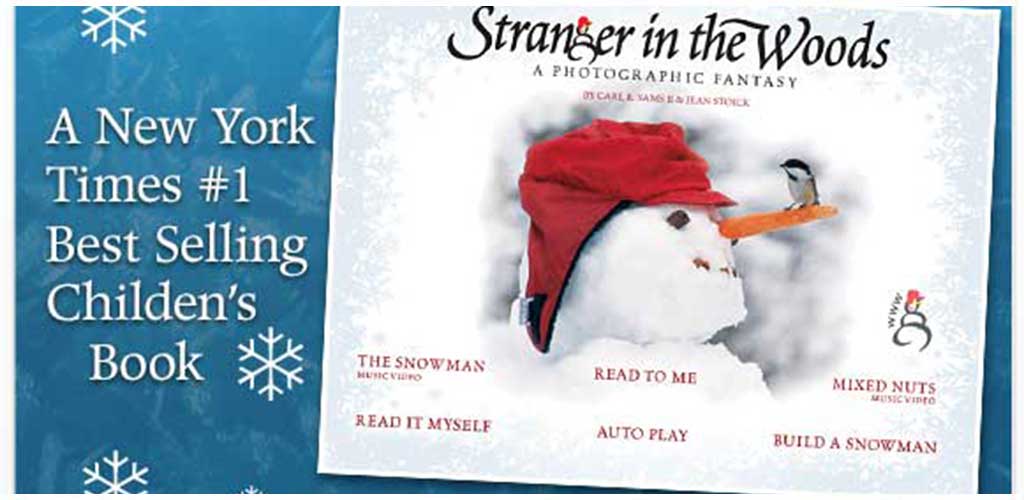 A New York
Times #1
Best Selling
Childen's
Book
Stranger in the Woods
A PHOTOGRAPHIC FANTASY
BY CARL R. SAMS II & JEAN STOICK
www
THE SNOWMAN
MUSIC VIDEO
READ TO ME
MIXED NUTS
MUSIC VIDEO
READ IT MYSELF
AUTO PLAY
BUILD A SNOWMAN